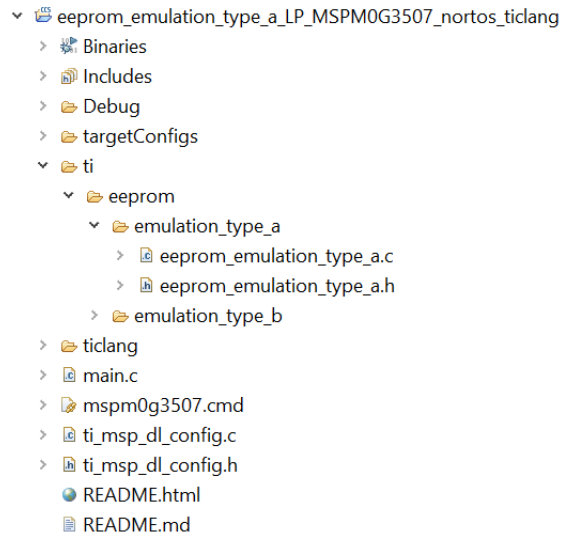 eeprom_emulation_type_a_LP_MSPM0G3507_nortos_ticlang
Binaries
Includes
Debug
targetConfigs
ti
eeprom
emulation_type_a
eeprom_emulation_type_a.c
eeprom_emulation_type_a.h
emulation_type_b
ticlang
main.c
mspm0g3507.cmd
ti_msp_dl_config.c
ti_msp_dl_config.h
README.html
README.md